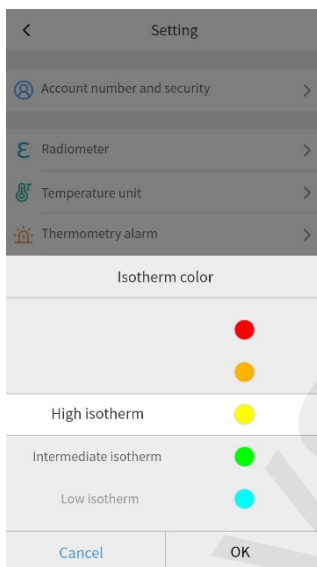 Setting
Account number and security
Radiometer
Temperature unit
Thermometry alarm
Isotherm color
High isotherm
Intermediate isotherm
Low isotherm
Cancel OK